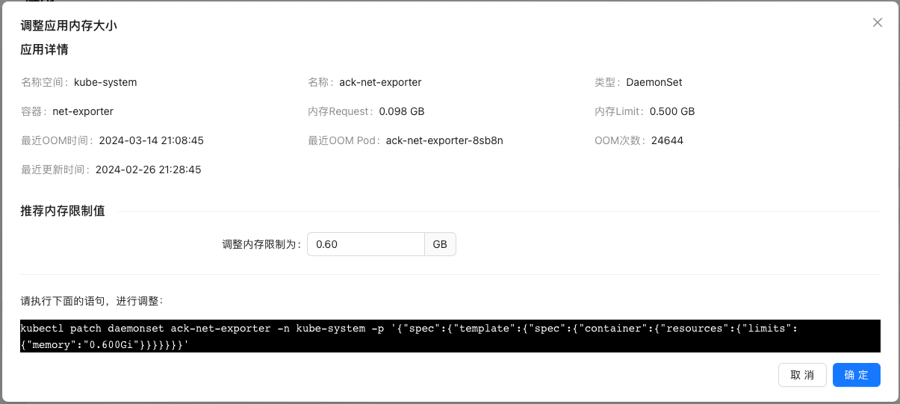 调整应用内存大小
应用详情
名称空间： kube-system 名称： ack-net-exporter 类型： DaemonSet
容器： net-exporter 内存Request： 0.098 GB 内存Limit： 0.500 GB
最近OOM时间： 2024-03-14 21:08:45 最近OOM Pod： ack-net-exporter-8sb8n OOM次数： 24644
最近更新时间： 2024-02-26 21:28:45
推荐内存限制值
调整内存限制为： 0.60 GB
请执行下面的语句，进行调整：
kubectl patch daemonset ack-net-exporter -n kube-system -p '{"spec":{"template":{"spec":{"container":{"resources":{"limits":
{"memory":"0.600Gi"}}}}}}}'
取 消 确 定